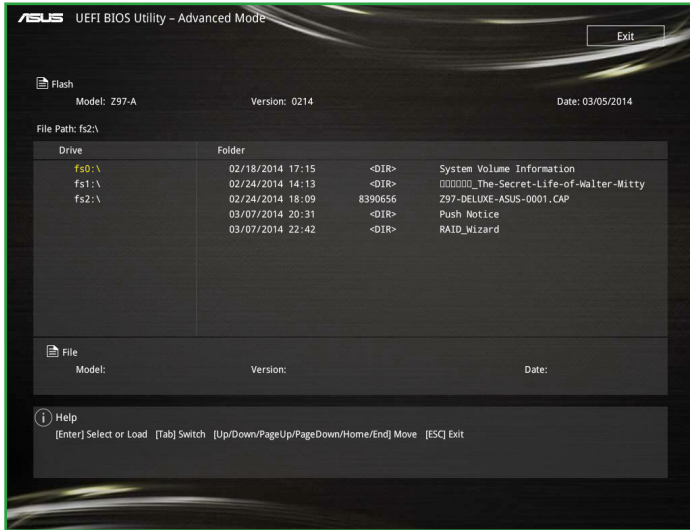 ASUS UEFI BIOS Utility – Advanced Mode
Exit
Flash
Model: Z97-A Version: 0214 Date: 03/05/2014
File Path: fs2:\
Drive Folder
fs0:\ 02/18/2014 17:15 <DIR> System Volume Information
fs1:\ 02/24/2014 14:13 <DIR> □□□□□□_The-Secret-Life-of-Walter-Mitty
fs2:\ 02/24/2014 18:09 8390656 Z97-DELUXE-ASUS-0001.CAP
03/07/2014 20:31 <DIR> Push Notice
03/07/2014 22:42 <DIR> RAID_Wizard
File
Model: Version: Date:
i Help
[Enter] Select or Load [Tab] Switch [Up/Down/PageUp/PageDown/Home/End] Move [ESC] Exit